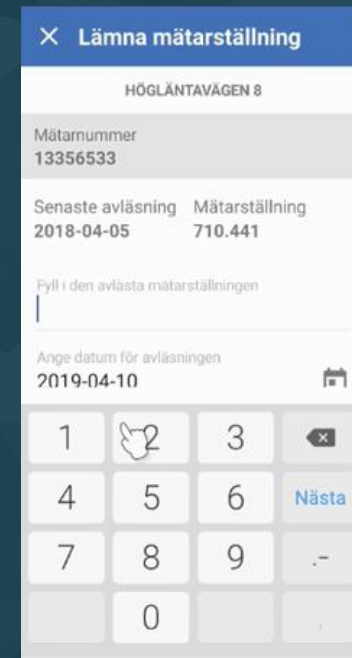 × Lämna mätarställning
HÖGLÄNTAVÄGEN 8
Mätarnummer
13356533
Senaste avläsning Mätarställning
2018-04-05 710.441
Fyll i den avlästa mätarställningen
Ange datum för avläsningen
2019-04-10
1 2 3
4 5 6 Nästa
7 8 9 .-
0 ,